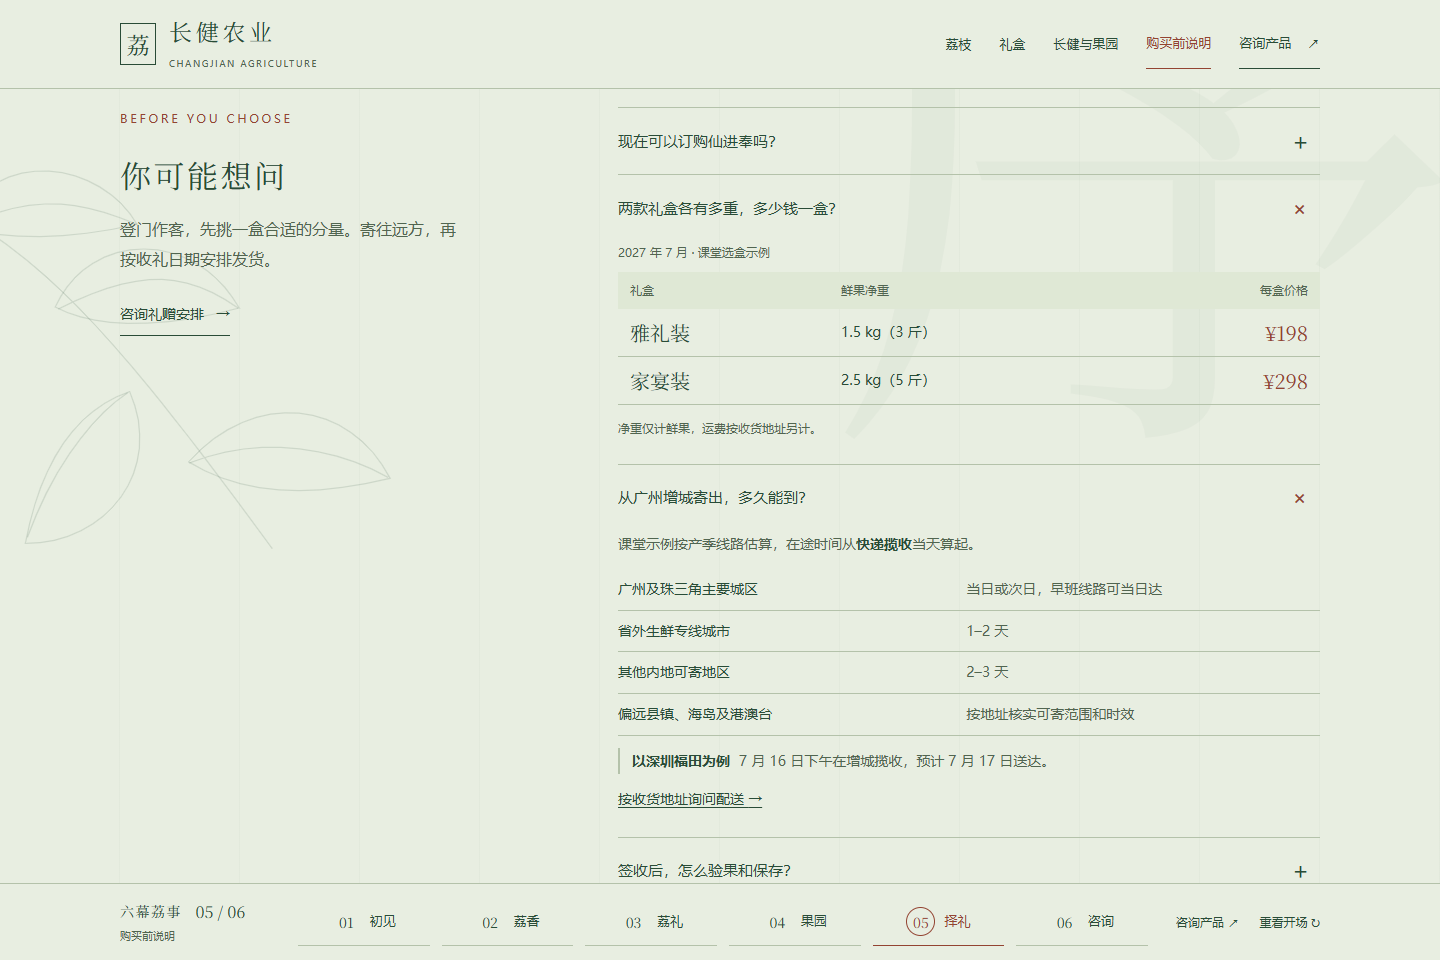 荔
长健农业
CHANGJIAN AGRICULTURE
荔枝
礼盒
长健与果园
购买前说明
咨询产品 ↗
BEFORE YOU CHOOSE
你可能想问
登门作客，先挑一盒合适的分量。寄往远方，再
按收礼日期安排发货。
咨询礼赠安排 →
现在可以订购仙进奉吗？ +
两款礼盒各有多重，多少钱一盒？ ×
2027 年 7 月 · 课堂选盒示例
礼盒 鲜果净重 每盒价格
雅礼装 1.5 kg（3 斤） ¥198
家宴装 2.5 kg（5 斤） ¥298
净重仅计鲜果，运费按收货地址另计。
从广州增城寄出，多久能到？ ×
课堂示例按产季线路估算，在途时间从快递揽收当天算起。
广州及珠三角主要城区 当日或次日，早班线路可当日达
省外生鲜专线城市 1–2 天
其他内地可寄地区 2–3 天
偏远县镇、海岛及港澳台 按地址核实可寄范围和时效
以深圳福田为例 7 月 16 日下午在增城揽收，预计 7 月 17 日送达。
按收货地址询问配送 →
签收后，怎么验果和保存？ +
六幕荔事 05 / 06
购买前说明
01 初见
02 荔香
03 荔礼
04 果园
05 择礼
06 咨询
咨询产品 ↗
重看开场 ↻